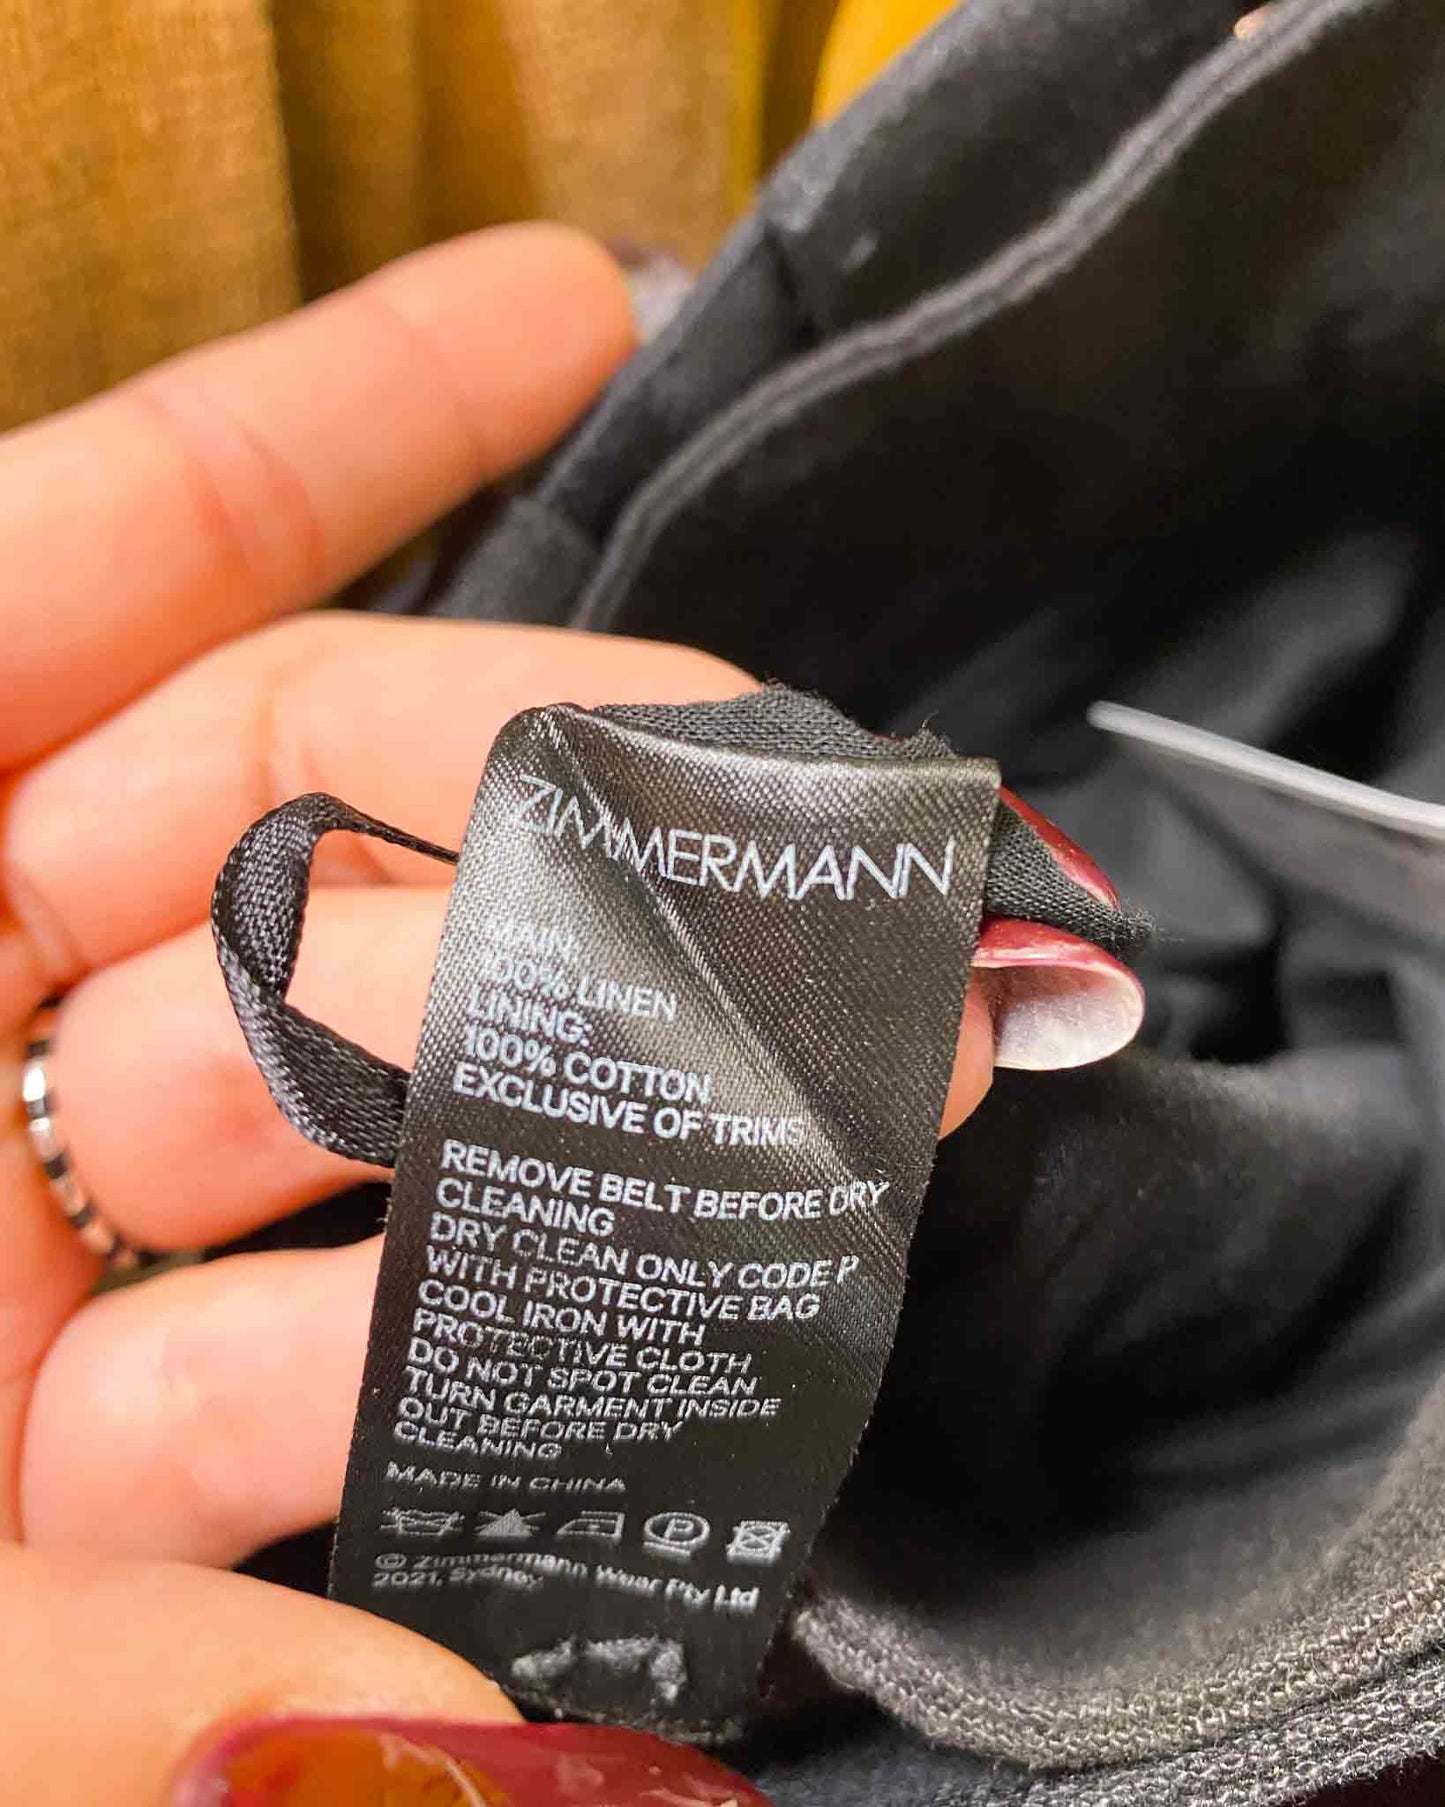 ZIMMERMANN
MAIN:
100% LINEN
LINING:
100% COTTON
EXCLUSIVE OF TRIMS
REMOVE BELT BEFORE DRY
CLEANING
DRY CLEAN ONLY CODE P
WITH PROTECTIVE BAG
COOL IRON WITH
PROTECTIVE CLOTH
DO NOT SPOT CLEAN
TURN GARMENT INSIDE
OUT BEFORE DRY
CLEANING
MADE IN CHINA
P
© Zimmermann Wear Pty Ltd
2021. Sydney